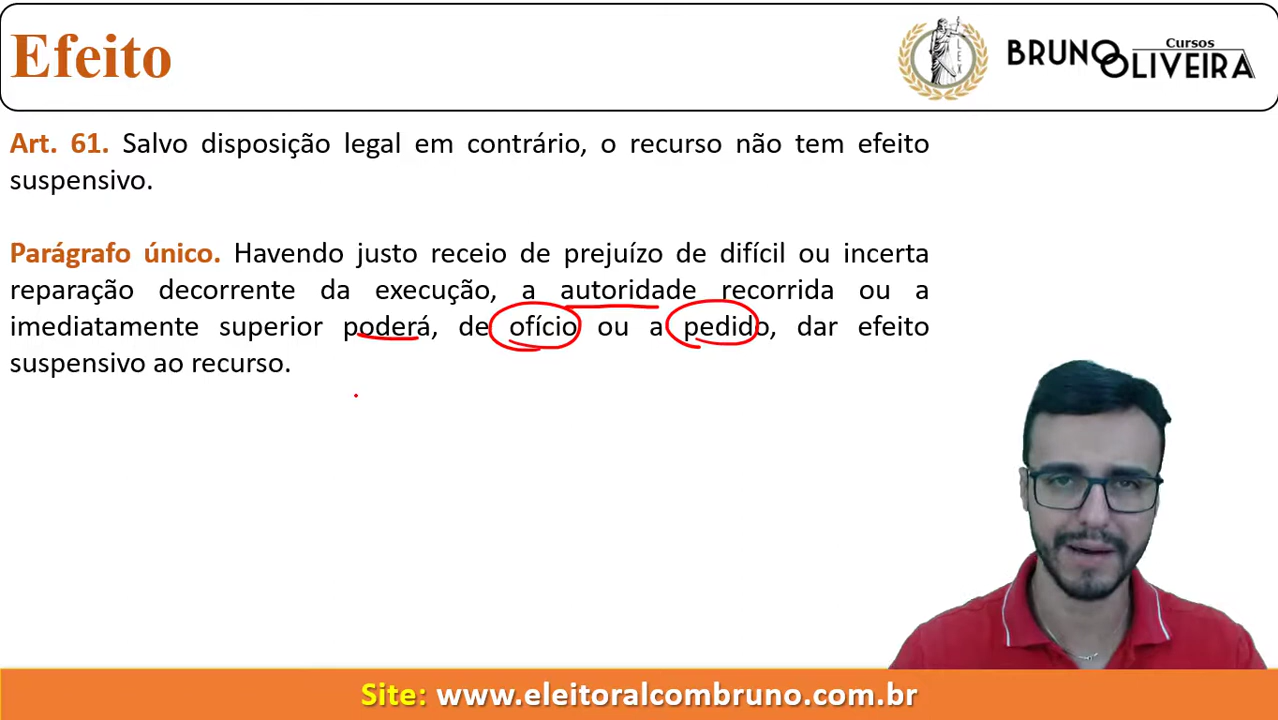 Efeito
LEX
Cursos
BRUNO
OLIVEIRA
Art. 61. Salvo disposição legal em contrário, o recurso não tem efeito
suspensivo.
Parágrafo único. Havendo justo receio de prejuízo de difícil ou incerta
reparação decorrente da execução, a autoridade recorrida ou a
imediatamente superior poderá, de ofício ou a pedido, dar efeito
suspensivo ao recurso.
Site: www.eleitoralcombruno.com.br